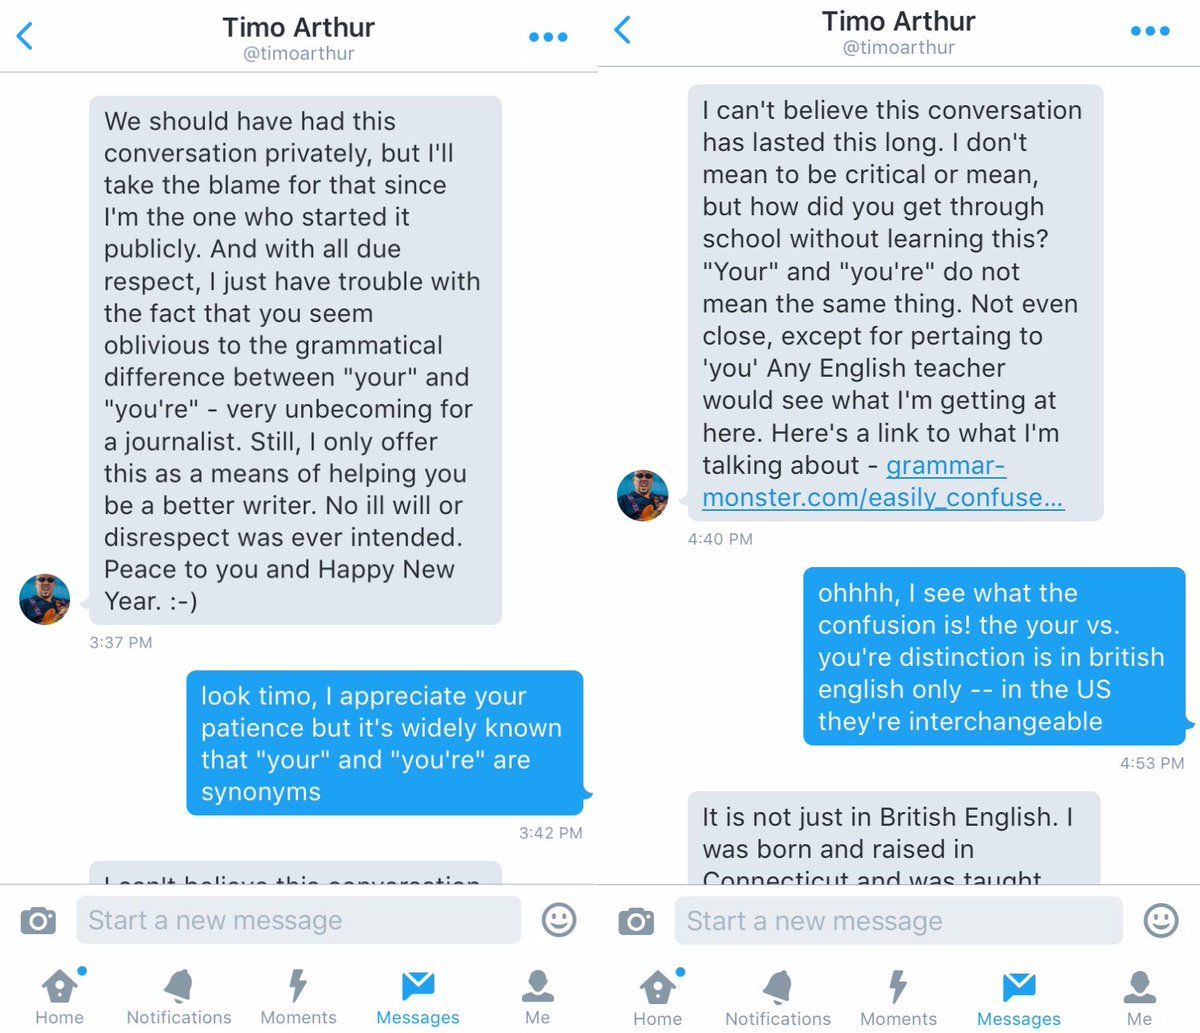 Timo Arthur
@timoarthur
We should have had this
conversation privately, but I'll
take the blame for that since
I'm the one who started it
publicly. And with all due
respect, I just have trouble with
the fact that you seem
oblivious to the grammatical
difference between "your" and
"you're" - very unbecoming for
a journalist. Still, I only offer
this as a means of helping you
be a better writer. No ill will or
disrespect was ever intended.
Peace to you and Happy New
Year. :-)
3:37 PM
look timo, I appreciate your
patience but it's widely known
that "your" and "you're" are
synonyms
3:42 PM
I can't believe this conversation
Start a new message
Home
Notifications
Moments
Messages
Me
Timo Arthur
@timoarthur
I can't believe this conversation
has lasted this long. I don't
mean to be critical or mean,
but how did you get through
school without learning this?
"Your" and "you're" do not
mean the same thing. Not even
close, except for pertaing to
'you' Any English teacher
would see what I'm getting at
here. Here's a link to what I'm
talking about - grammar-
monster.com/easily_confuse...
4:40 PM
ohhhh, I see what the
confusion is! the your vs.
you're distinction is in british
english only -- in the US
they're interchangeable
4:53 PM
It is not just in British English. I
was born and raised in
Connecticut and was taught
Start a new message
Home
Notifications
Moments
Messages
Me